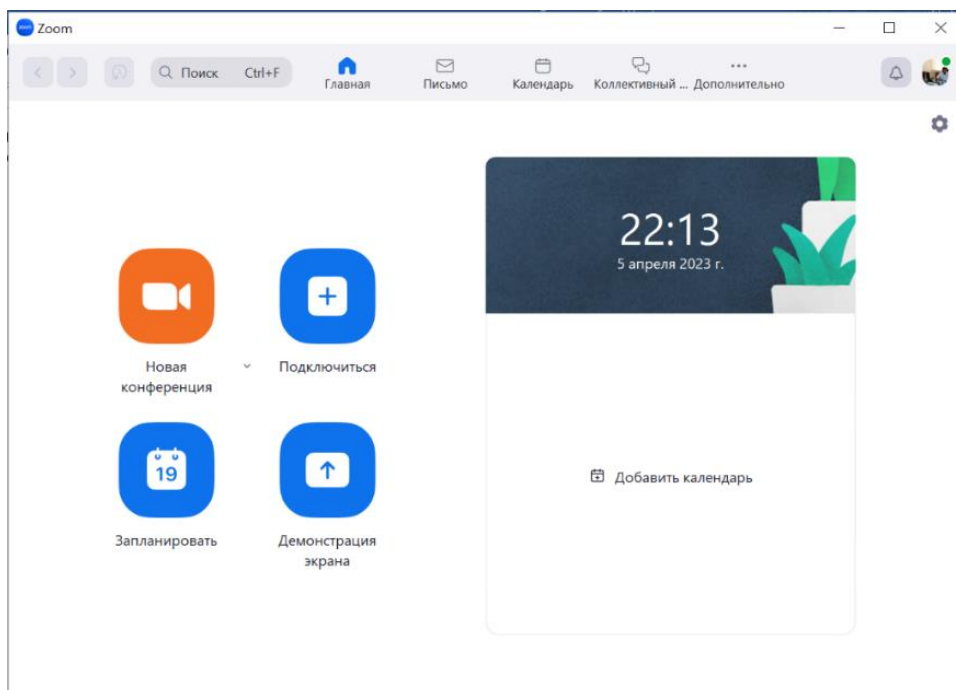 Zoom
Поиск Ctrl+F
Главная
Письмо
Календарь
Коллективный ...
Дополнительно
22:13
5 апреля 2023 г.
Новая
конференция
Подключиться
19
Запланировать
Демонстрация
экрана
Добавить календарь